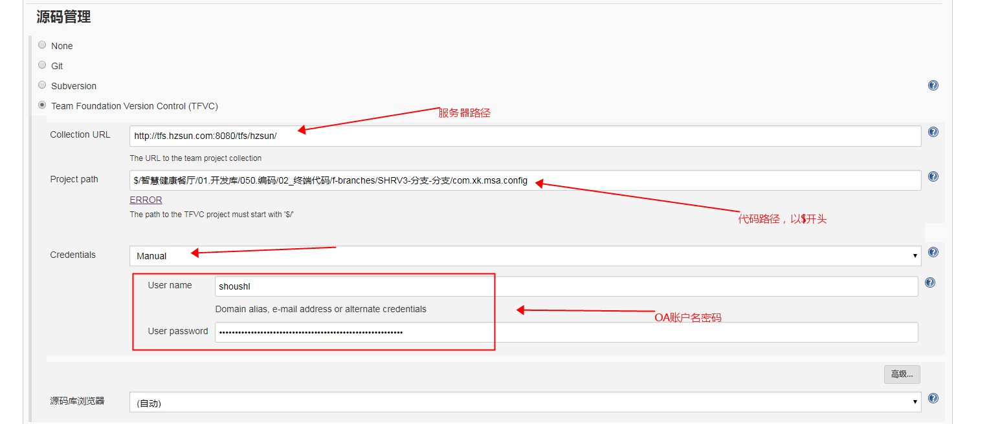 源码管理
None
Git
Subversion
Team Foundation Version Control (TFVC)
服务器路径
Collection URL
http://tfs.hzsun.com:8080/tfs/hzsun/
The URL to the team project collection
Project path
$/智慧健康餐厅/01.开发库/050.编码/02_终端代码/f-branches/SHRV3-分支-分支/com.xk.msa.config
ERROR
The path to the TFVC project must start with '$/'
代码路径，以$开头
Credentials
Manual
User name
shoushl
Domain alias, e-mail address or alternate credentials
OA账户名密码
User password
高级...
源码库浏览器
(自动)